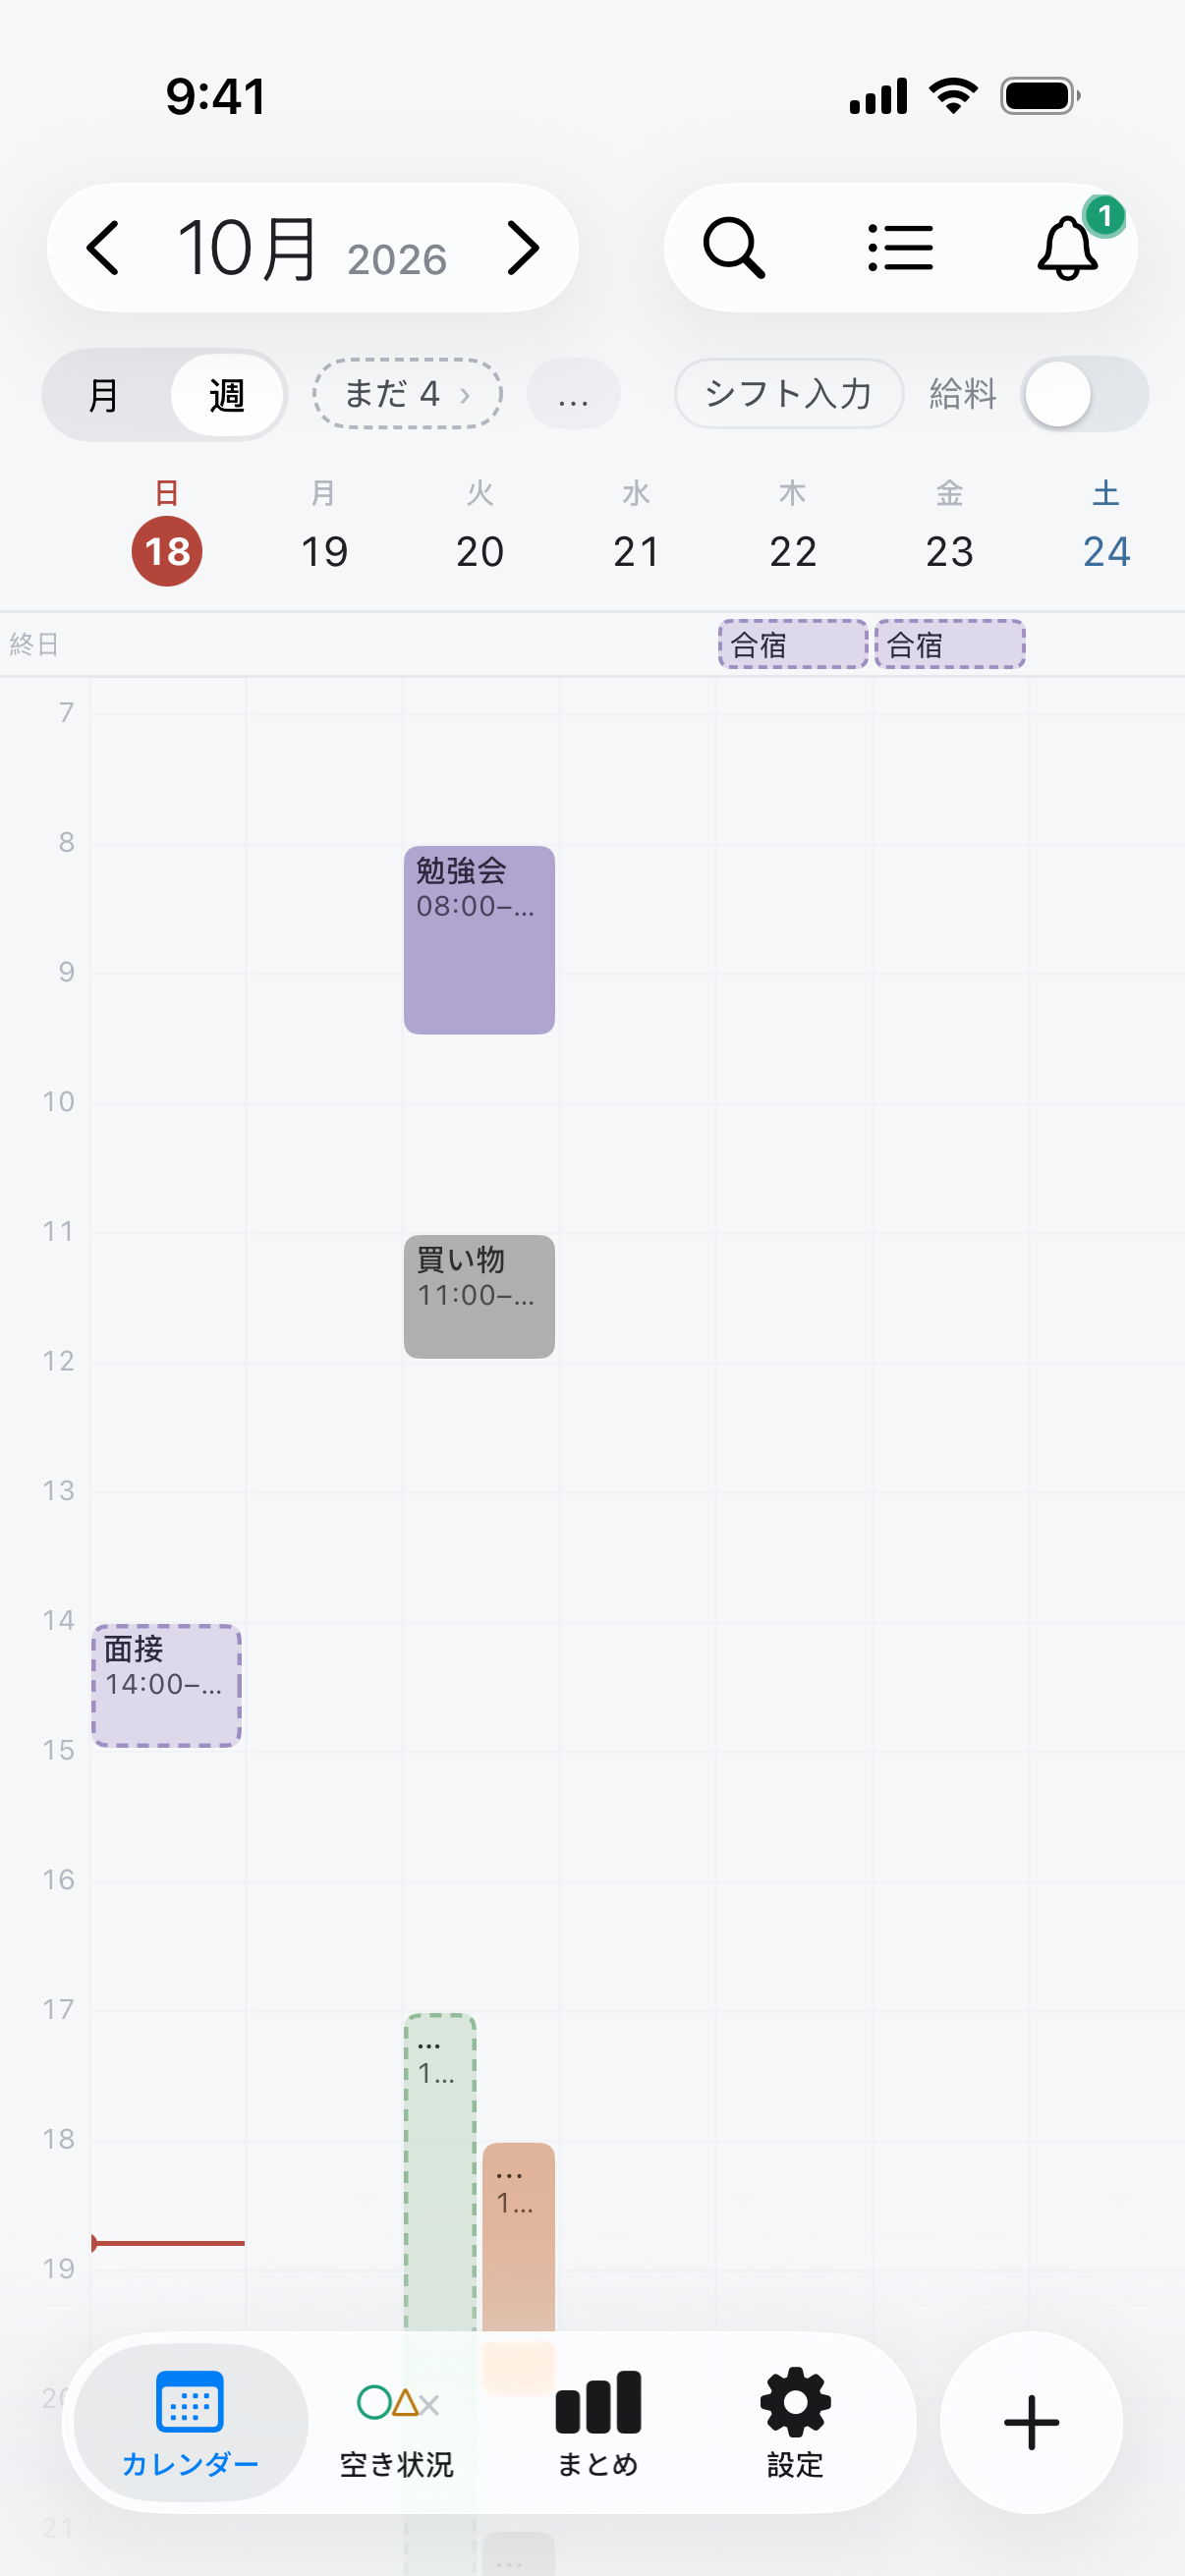 9:41
10月 2026
1
月 週 まだ 4 › … シフト入力 給料
日 月 火 水 木 金 土
18 19 20 21 22 23 24
終日 合宿 合宿
7
8
勉強会
08:00–…
9
10
11
買い物
11:00–…
12
13
14
面接
14:00–…
15
16
17
…
1…
18
…
1…
19
20
カレンダー 空き状況 まとめ 設定
21
…